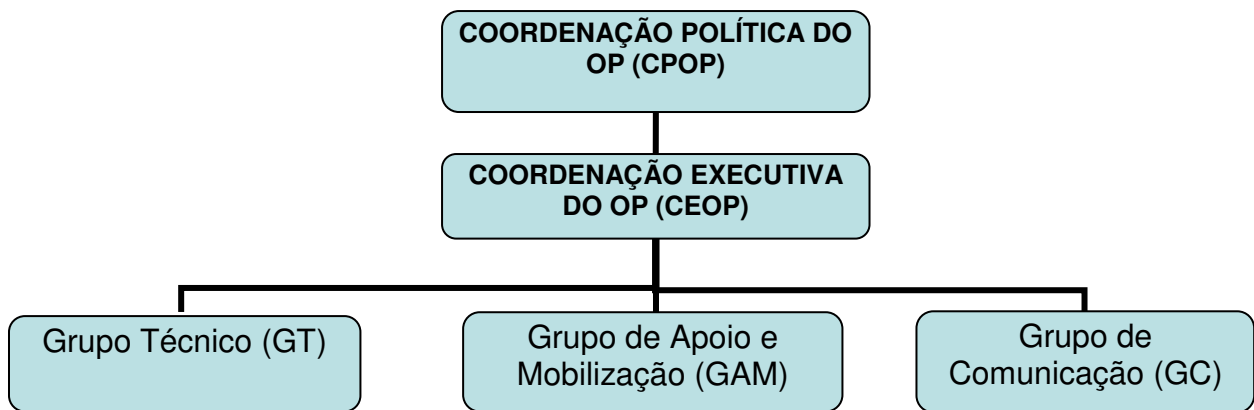 COORDENAÇÃO POLÍTICA DO
OP (CPOP)
COORDENAÇÃO EXECUTIVA
DO OP (CEOP)
Grupo Técnico (GT)
Grupo de Apoio e
Mobilização (GAM)
Grupo de
Comunicação (GC)